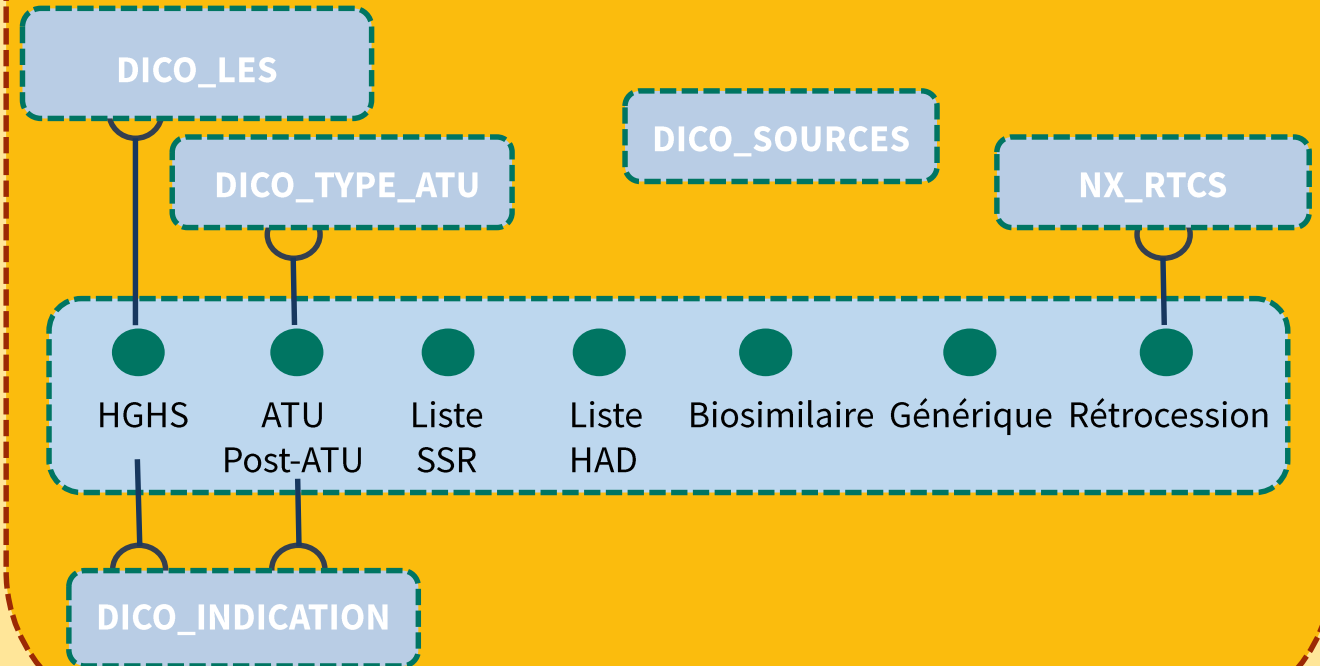 DICO_LES
DICO_SOURCES
DICO_TYPE_ATU
NX_RTCS
HGHS
ATU
Post-ATU
Liste
SSR
Liste
HAD
Biosimilaire
Générique
Rétrocession
DICO_INDICATION